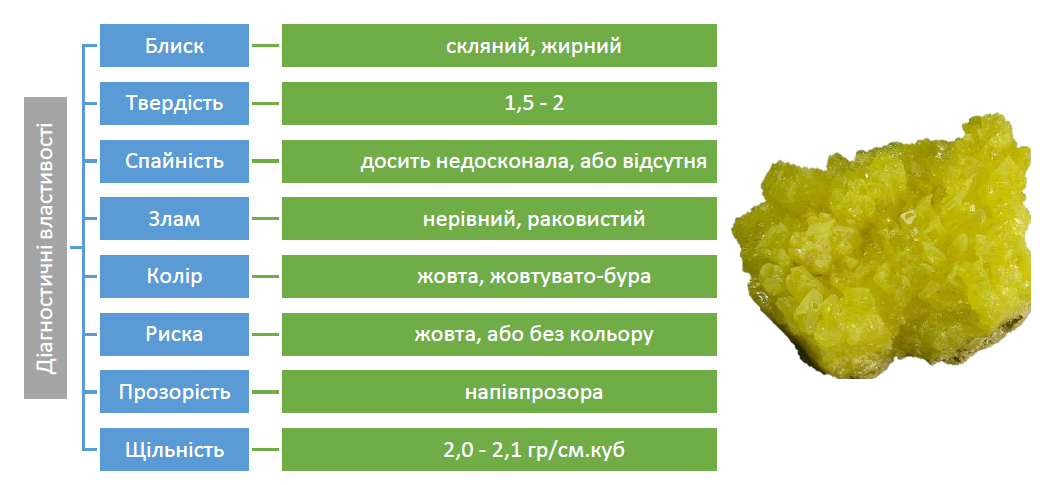 Діагностичні властивості
Блиск
скляний, жирний
Твердість
1,5 - 2
Спайність
досить недосконала, або відсутня
Злам
нерівний, раковистий
Колір
жовта, жовтувато-бура
Риска
жовта, або без кольору
Прозорість
напівпрозора
Щільність
2,0 - 2,1 гр/см.куб